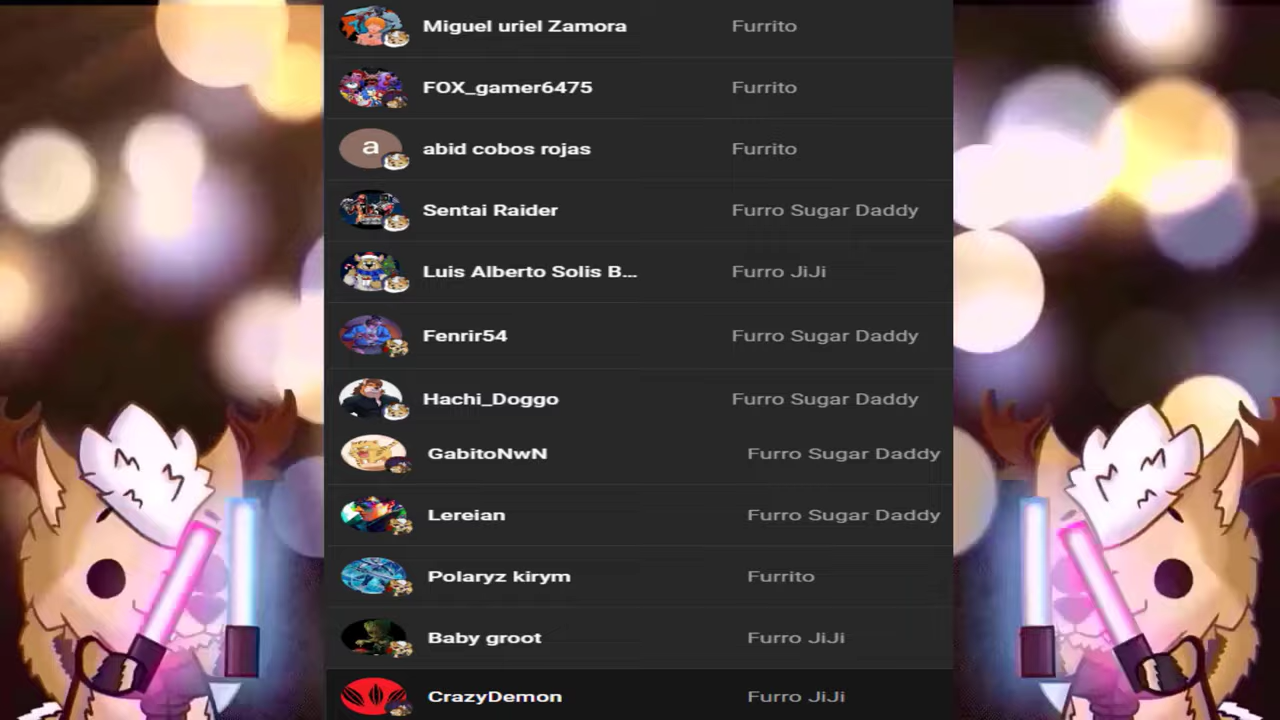 Miguel uriel Zamora Furrito
FOX_gamer6475 Furrito
a abid cobos rojas Furrito
Sentai Raider Furro Sugar Daddy
Luis Alberto Solis B... Furro JiJi
Fenrir54 Furro Sugar Daddy
Hachi_Doggo Furro Sugar Daddy
GabitoNwN Furro Sugar Daddy
Lereian Furro Sugar Daddy
Polaryz kirym Furrito
Baby groot Furro JiJi
CrazyDemon Furro JiJi